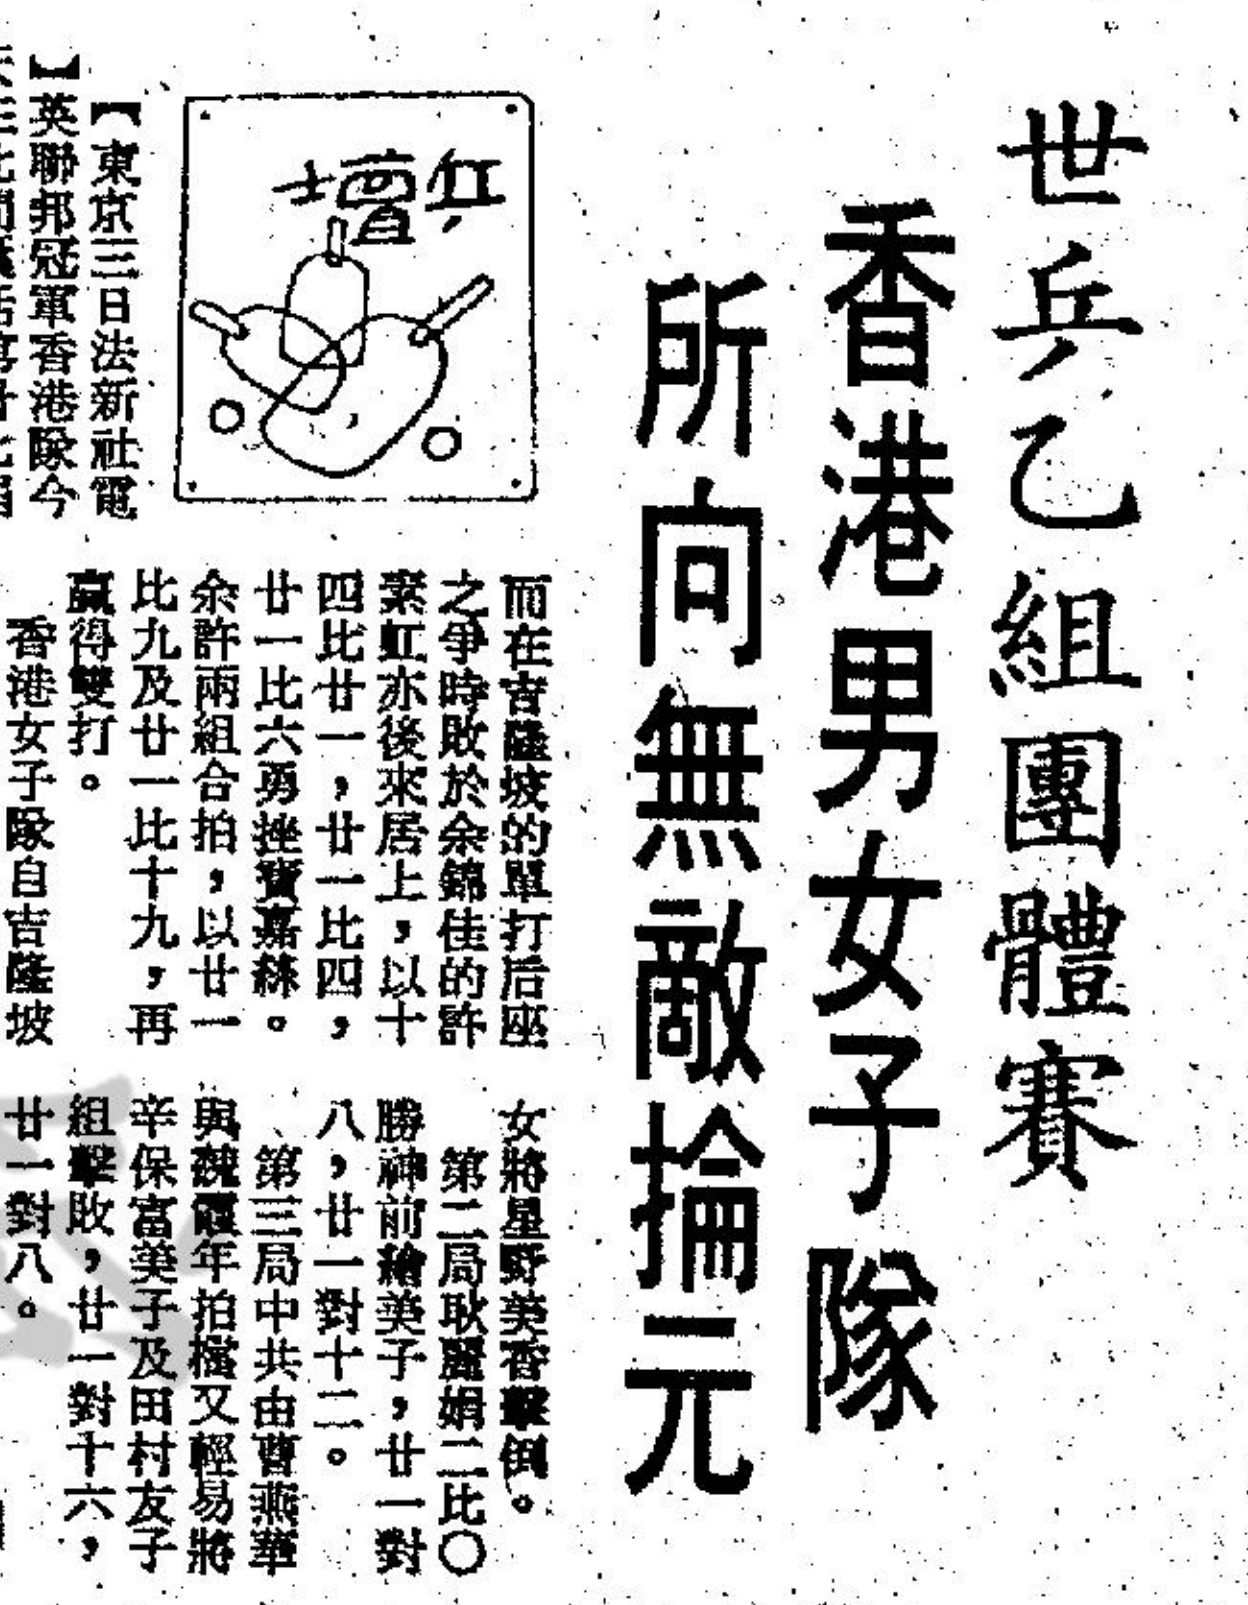 世乒乙組團體賽
香港男女子隊
所向無敵掄元
乒壇
【東京三日法新社電
】英聯邦冠軍香港隊今
而在吉隆坡的單打后座
之爭時敗於余錦佳的許
素虹亦後來居上,以十
四比廿一,廿一比四,
廿一比六勇挫寶嘉絲。
余許兩組合拍,以廿一
比九及廿一比十九,再
贏得雙打。
香港女子隊自吉隆坡
女將星野美香擊倒。
第二局耿麗娟二比〇
勝神前繪美子,廿一對
八,廿一對十二。
第三局中共由曹燕華
與年拍檔又輕易將
辛保富美子及田村友子
組擊敗,廿一對十六,
廿一對八。